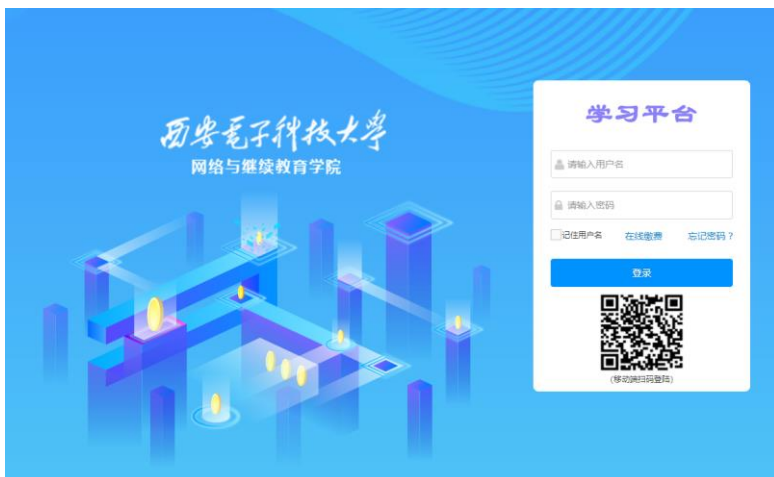 西安電子科技大学
网络与继续教育学院
学习平台
请输入用户名
请输入密码
记住用户名 在线缴费 忘记密码？
登录
(移动端扫码登陆)